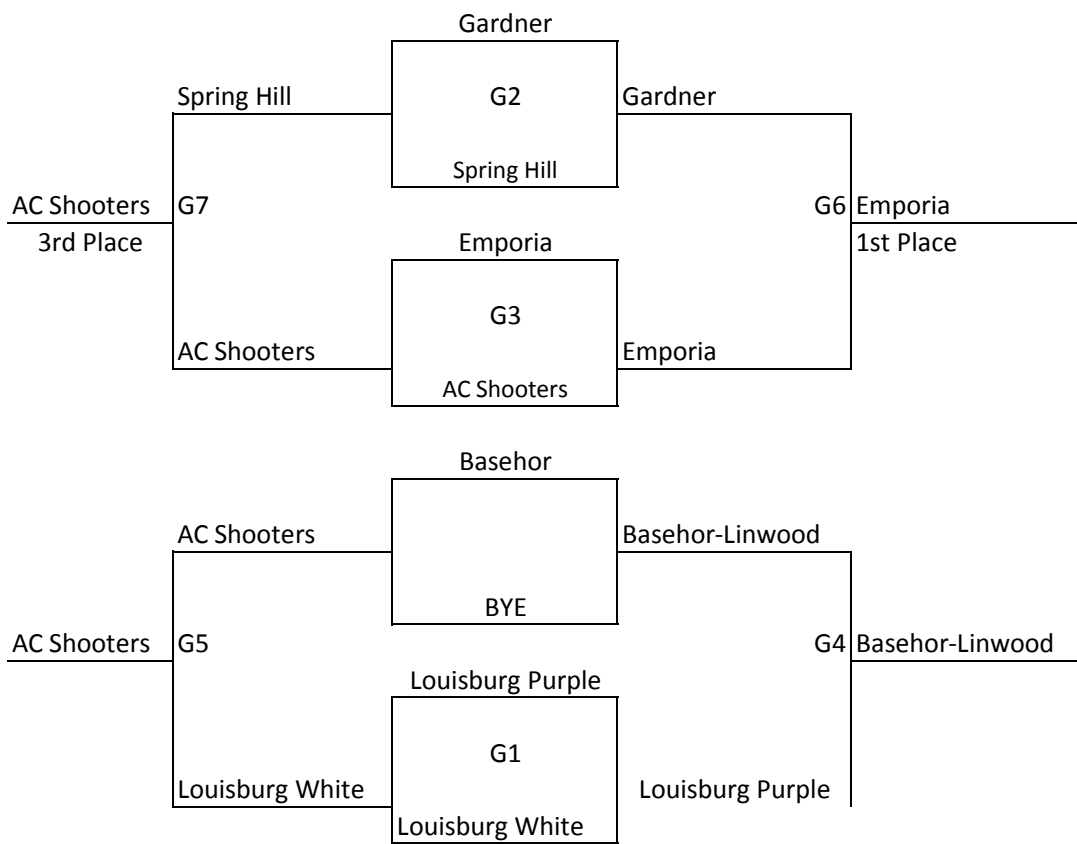 Gardner
Spring Hill
G2
Gardner
Spring Hill
AC Shooters
G7
G6
Emporia
3rd Place
Emporia
1st Place
G3
AC Shooters
Emporia
AC Shooters
Basehor
AC Shooters
Basehor-Linwood
BYE
AC Shooters
G5
G4
Basehor-Linwood
Louisburg Purple
G1
Louisburg White
Louisburg Purple
Louisburg White